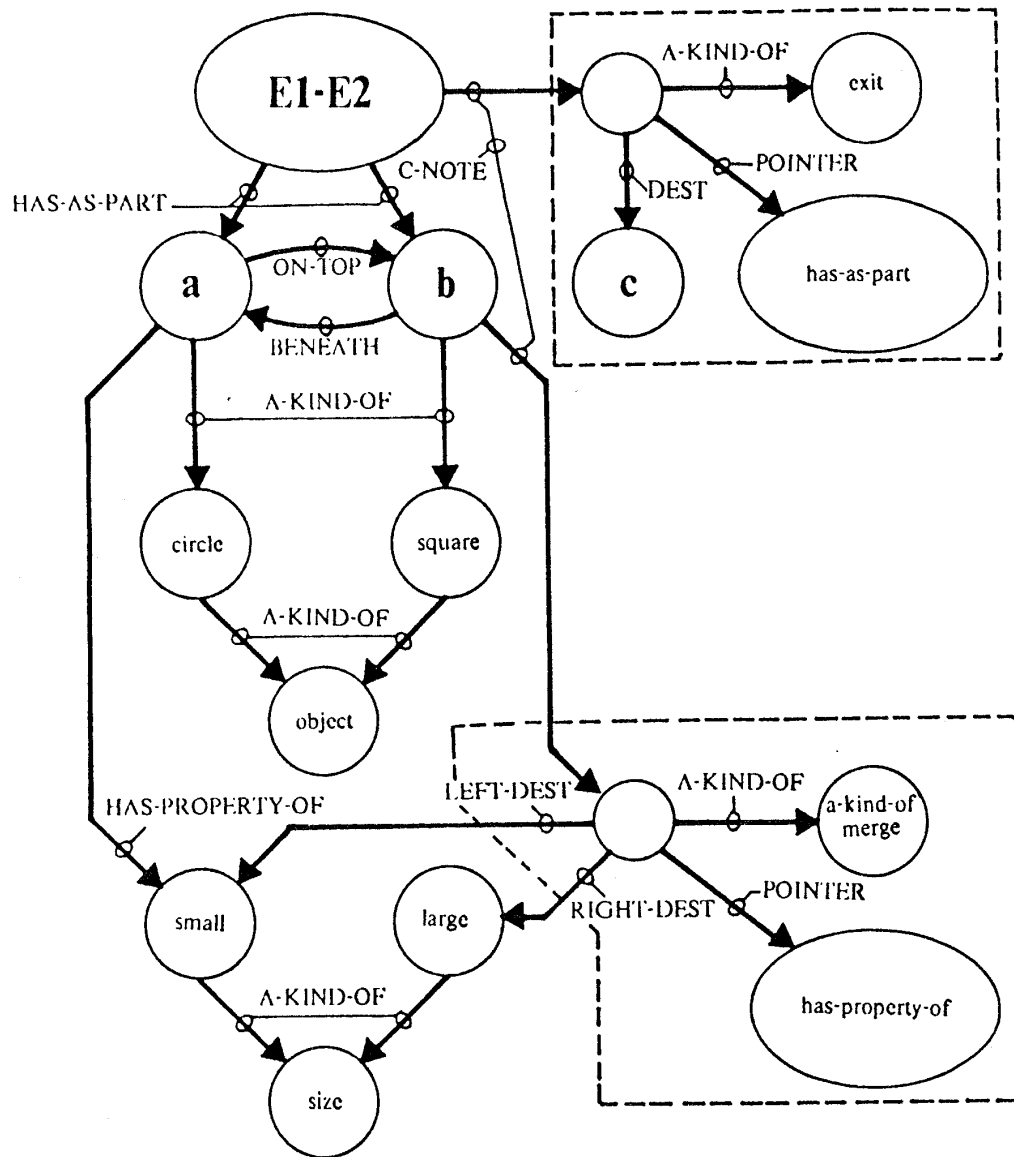 A-KIND-OF
E1-E2
exit
C-NOTE
POINTER
DEST
HAS-AS-PART
a
ON-TOP
b
c
has-as-part
BENEATH
A-KIND-OF
circle
square
A-KIND-OF
object
HAS-PROPERTY-OF
LEFT-DEST
A-KIND-OF
a-kind-of
merge
small
large
RIGHT-DEST
POINTER
has-property-of
A-KIND-OF
size